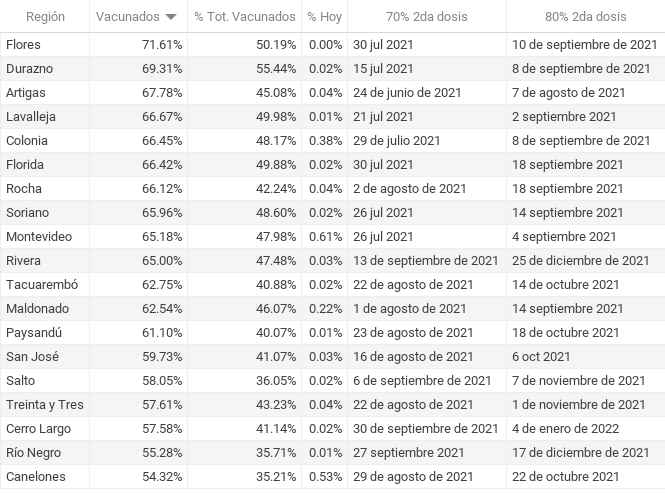 Región Vacunados % Tot. Vacunados % Hoy 70% 2da dosis 80% 2da dosis
Flores 71.61% 50.19% 0.00% 30 jul 2021 10 de septiembre de 2021
Durazno 69.31% 55.44% 0.02% 15 jul 2021 8 de septiembre de 2021
Artigas 67.78% 45.08% 0.04% 24 de junio de 2021 7 de agosto de 2021
Lavalleja 66.67% 49.98% 0.01% 21 jul 2021 2 septiembre 2021
Colonia 66.45% 48.17% 0.38% 29 de julio 2021 8 de septiembre de 2021
Florida 66.42% 49.88% 0.02% 30 jul 2021 18 septiembre 2021
Rocha 66.12% 42.24% 0.04% 2 de agosto de 2021 18 septiembre 2021
Soriano 65.96% 48.60% 0.02% 26 jul 2021 14 septiembre 2021
Montevideo 65.18% 47.98% 0.61% 26 jul 2021 4 septiembre 2021
Rivera 65.00% 47.48% 0.03% 13 de septiembre de 2021 25 de diciembre de 2021
Tacuarembó 62.75% 40.88% 0.02% 22 de agosto de 2021 14 de octubre de 2021
Maldonado 62.54% 46.07% 0.22% 1 de agosto de 2021 14 septiembre 2021
Paysandú 61.10% 40.07% 0.01% 23 de agosto de 2021 18 de octubre de 2021
San José 59.73% 41.07% 0.03% 16 de agosto de 2021 6 oct 2021
Salto 58.05% 36.05% 0.02% 6 de septiembre de 2021 7 de noviembre de 2021
Treinta y Tres 57.61% 43.23% 0.04% 22 de agosto de 2021 1 de noviembre de 2021
Cerro Largo 57.58% 41.14% 0.02% 30 de septiembre de 2021 4 de enero de 2022
Río Negro 55.28% 35.71% 0.01% 27 septiembre 2021 17 de diciembre de 2021
Canelones 54.32% 35.21% 0.53% 29 de agosto de 2021 22 de octubre de 2021